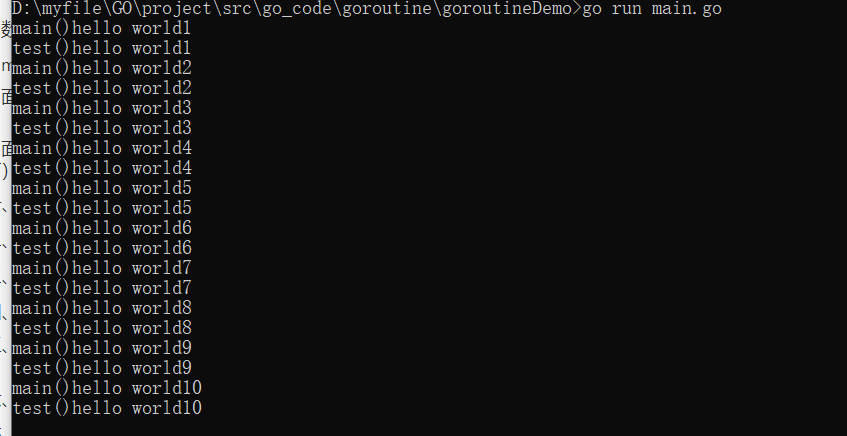 D:\myfile\GO\project\src\go_code\goroutine\goroutineDemo>go run main.go
main()hello world1
test()hello world1
main()hello world2
test()hello world2
main()hello world3
test()hello world3
main()hello world4
test()hello world4
main()hello world5
test()hello world5
main()hello world6
test()hello world6
main()hello world7
test()hello world7
main()hello world8
test()hello world8
main()hello world9
test()hello world9
main()hello world10
test()hello world10